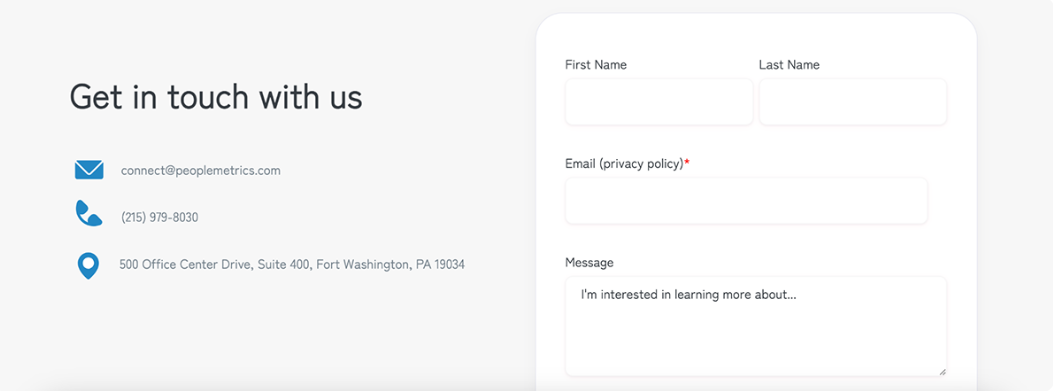 Get in touch with us
connect@peoplemetrics.com
(215) 979-8030
500 Office Center Drive, Suite 400, Fort Washington, PA 19034
First Name
Last Name
Email (privacy policy)*
Message
I'm interested in learning more about...